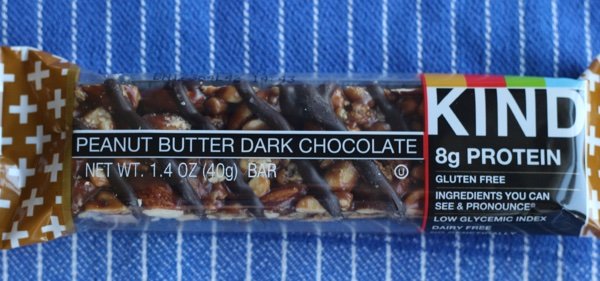 KIND
PEANUT BUTTER DARK CHOCOLATE
NET WT. 1.4 OZ (40g) BAR
U
8g PROTEIN
GLUTEN FREE
INGREDIENTS YOU CAN
SEE & PRONOUNCE®
LOW GLYCEMIC INDEX
DAIRY FREE